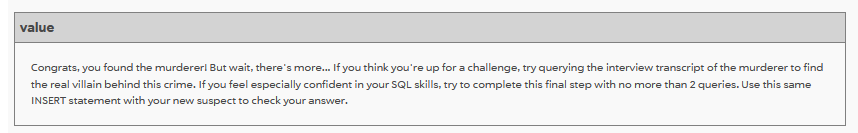 value
Congrats, you found the murderer! But wait, there's more... If you think you're up for a challenge, try querying the interview transcript of the murderer to find
the real villain behind this crime. If you feel especially confident in your SQL skills, try to complete this final step with no more than 2 queries. Use this same
INSERT statement with your new suspect to check your answer.